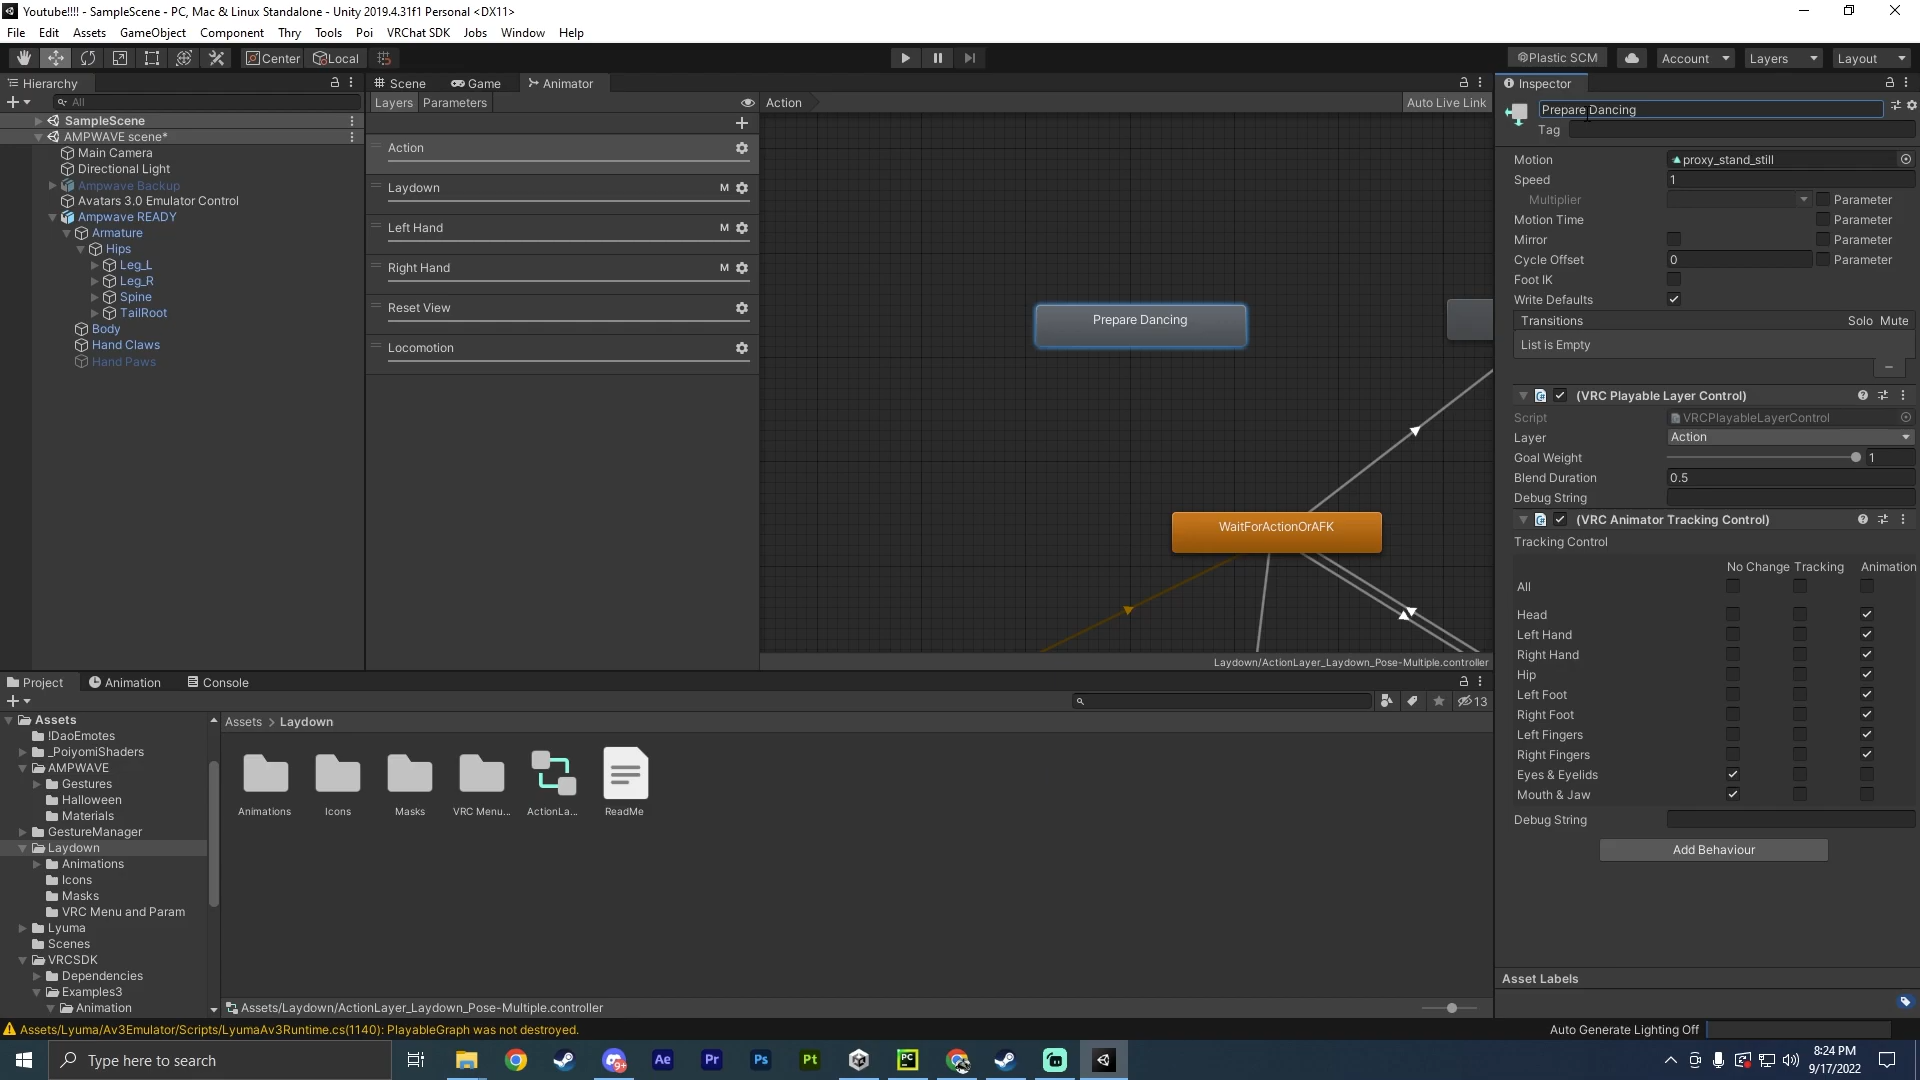 Youtube!!!! - SampleScene - PC, Mac & Linux Standalone - Unity 2019.4.31f1 Personal <DX11>
File Edit Assets GameObject Component Thry Tools Poi VRChat SDK Jobs Window Help
Center Local Plastic SCM Account Layers Layout
Hierarchy
All
SampleScene
AMPWAVE scene*
Main Camera
Directional Light
Ampwave Backup
Avatars 3.0 Emulator Control
Ampwave READY
Armature
Hips
Leg_L
Leg_R
Spine
TailRoot
Body
Hand Claws
Hand Paws
Scene Game Animator
Layers Parameters Action Auto Live Link
Action
Laydown M
Left Hand M
Right Hand M
Reset View
Locomotion
Prepare Dancing
WaitForActionOrAFK
Laydown/ActionLayer_Laydown_Pose-Multiple.controller
Inspector
Prepare Dancing
Tag
Motion proxy_stand_still
Speed 1
Multiplier Parameter
Motion Time Parameter
Mirror Parameter
Cycle Offset 0 Parameter
Foot IK
Write Defaults
Transitions Solo Mute
List is Empty
(VRC Playable Layer Control)
Script VRCPlayableLayerControl
Layer Action
Goal Weight 1
Blend Duration 0.5
Debug String
(VRC Animator Tracking Control)
Tracking Control
No Change Tracking Animation
All
Head
Left Hand
Right Hand
Hip
Left Foot
Right Foot
Left Fingers
Right Fingers
Eyes & Eyelids
Mouth & Jaw
Debug String
Add Behaviour
Asset Labels
Project Animation Console
13
Assets
!DaoEmotes
_PoiyomiShaders
AMPWAVE
Gestures
Halloween
Materials
GestureManager
Laydown
Animations
Icons
Masks
VRC Menu and Param
Lyuma
Scenes
VRCSDK
Dependencies
Examples3
Animation
Assets > Laydown
Animations Icons Masks VRC Menu... ActionLa... ReadMe
Assets/Laydown/ActionLayer_Laydown_Pose-Multiple.controller
Assets/Lyuma/Av3Emulator/Scripts/LyumaAv3Runtime.cs(1140): PlayableGraph was not destroyed.
Auto Generate Lighting Off
Type here to search
9+
Ae Pr Ps Pt PC
8:24 PM
9/17/2022